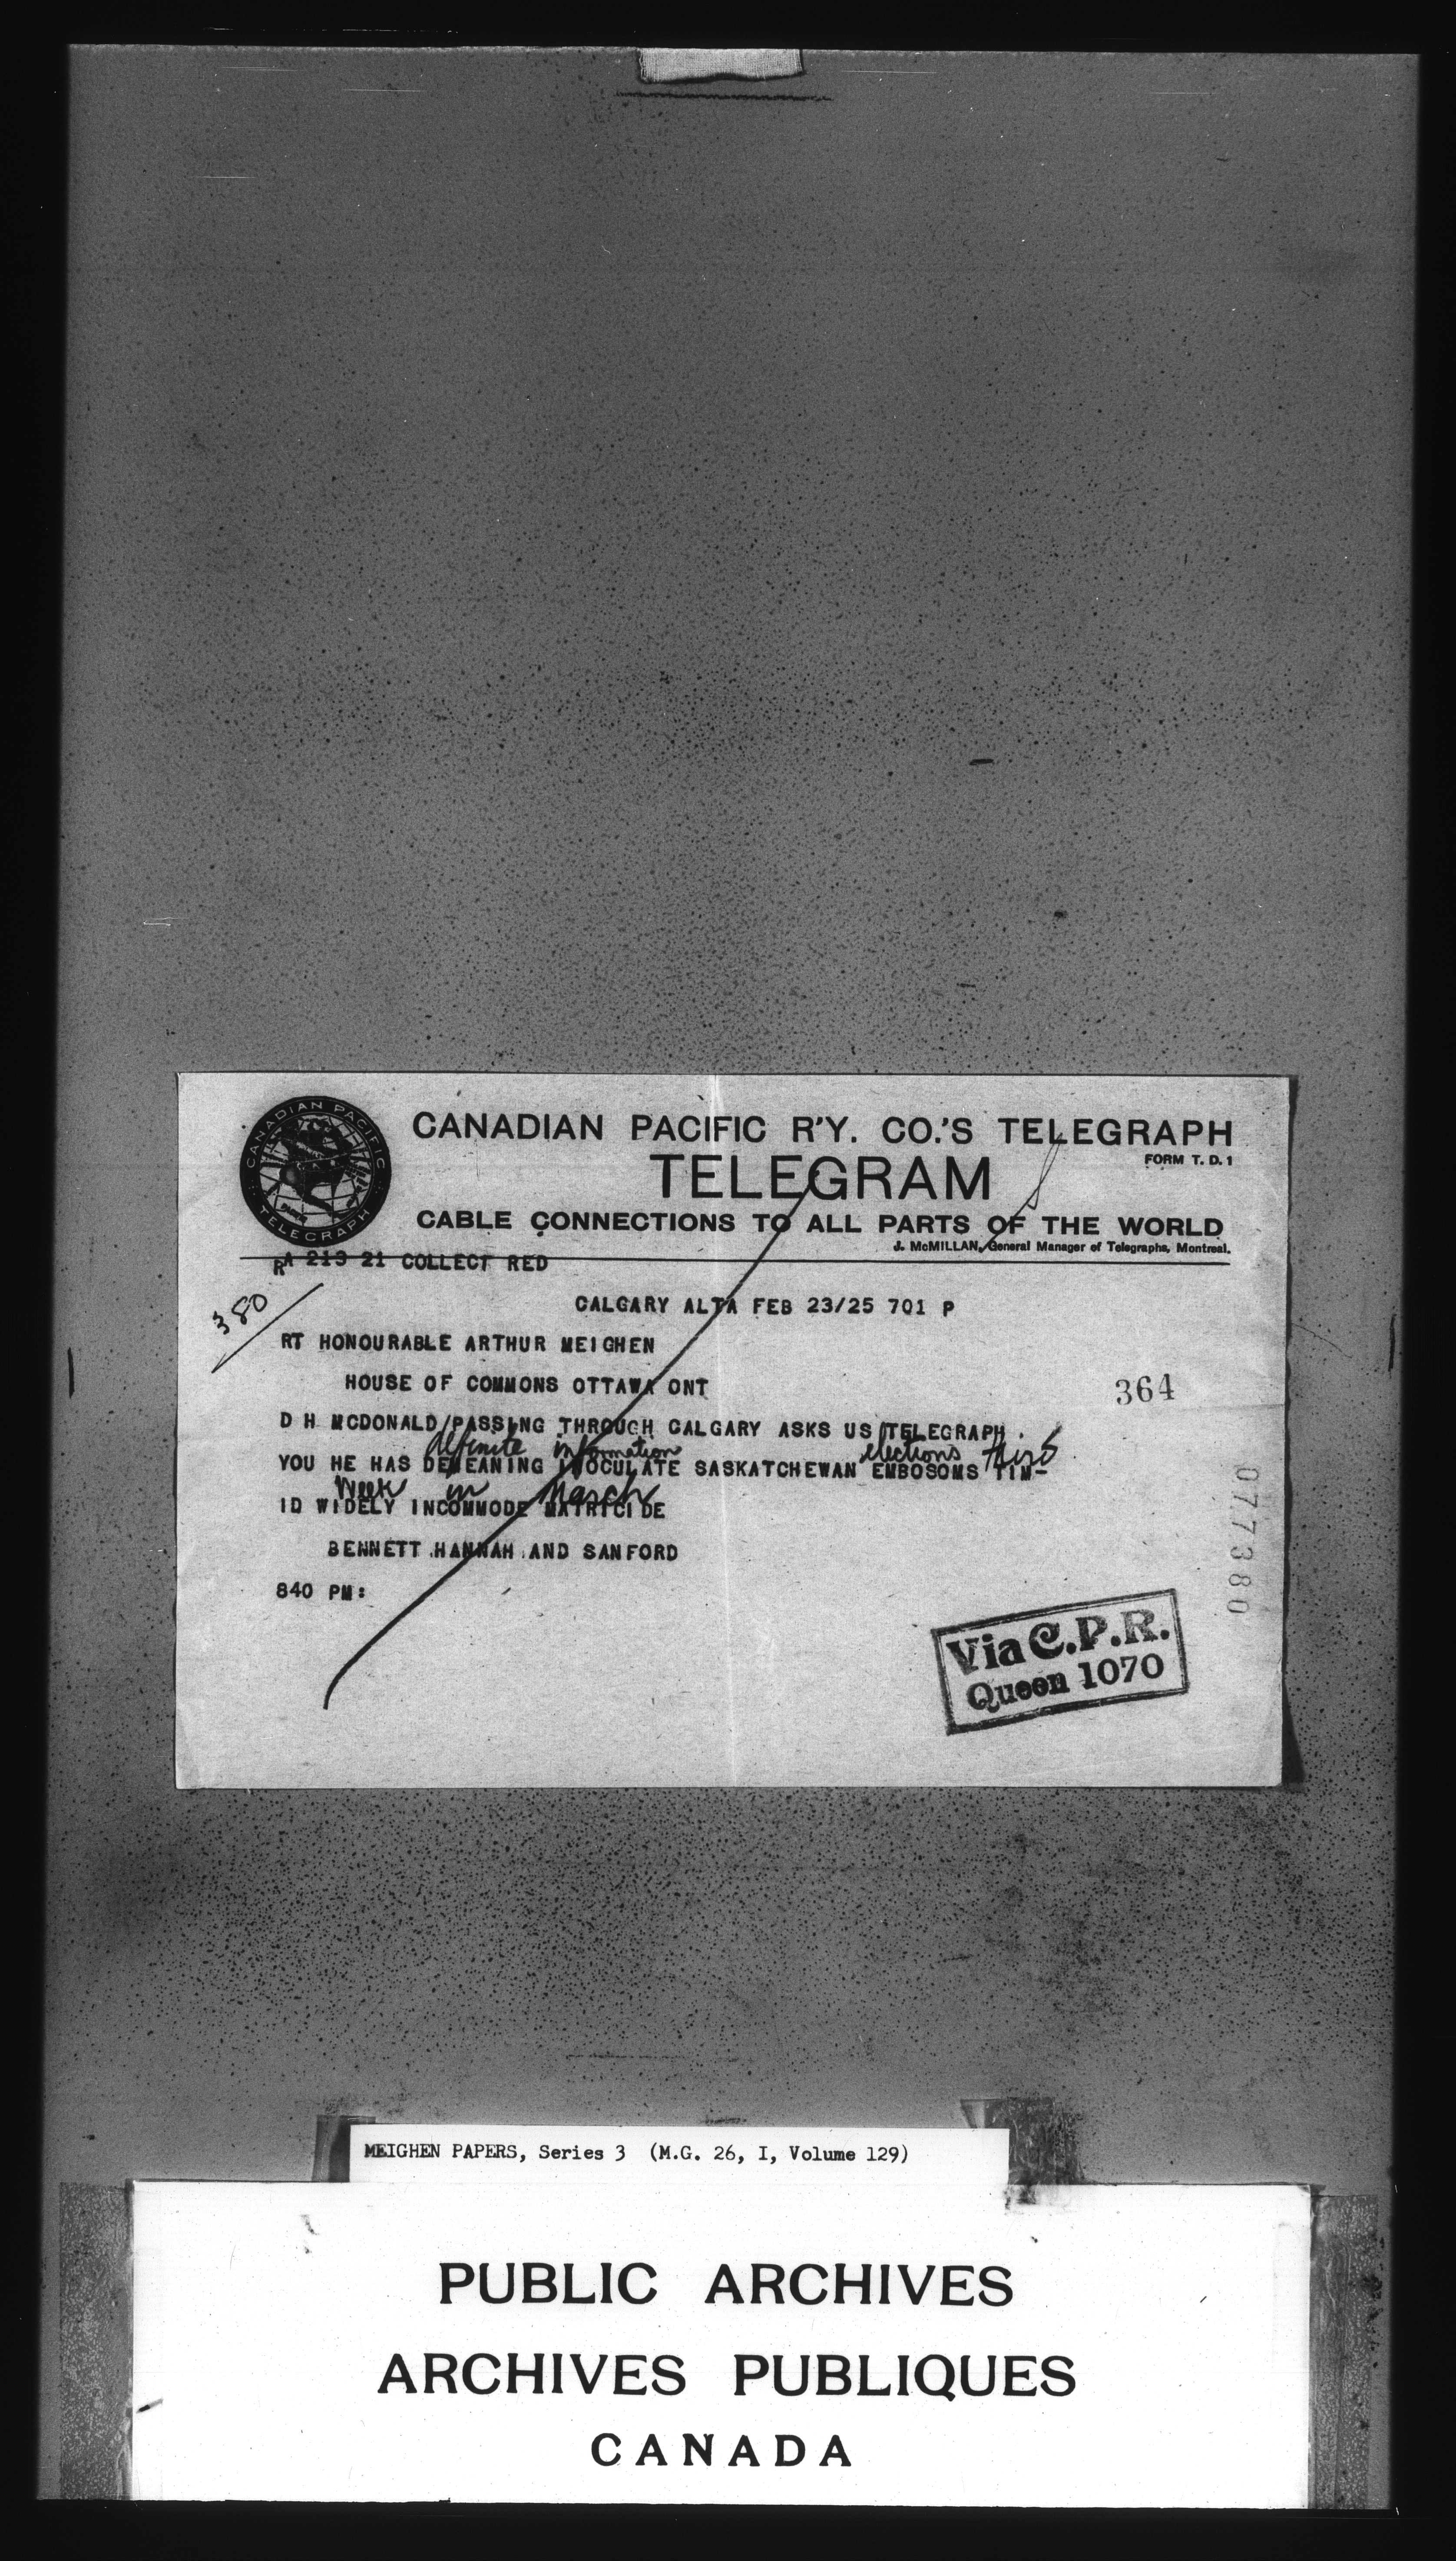 CANADIAN PACIFIC
TELEGRAPH
CANADIAN PACIFIC R'Y. CO.'S TELEGRAPH
FORM T. D. 1
TELEGRAM
CABLE CONNECTIONS TO ALL PARTS OF THE WORLD
J. McMILLAN, General Manager of Telegraphs, Montreal.
RA 213 21 COLLECT RED
380
CALGARY ALTA FEB 23/25 701 P
RT HONOURABLE ARTHUR MEIGHEN
HOUSE OF COMMONS OTTAWA ONT
364
D H MCDONALD PASSING THROUGH CALGARY ASKS US TELEGRAPH
definite information elections
YOU HE HAS DEMEANING INOCULATE SASKATCHEWAN EMBOSOMS TIM-
week in March
ID WIDELY INCOMMODE MATRICIDE
BENNETT HANNAH AND SANFORD
840 PM:
077380
Via C.P.R.
Queen 1070
MEIGHEN PAPERS, Series 3 (M.G. 26, I, Volume 129)
PUBLIC ARCHIVES
ARCHIVES PUBLIQUES
CANADA